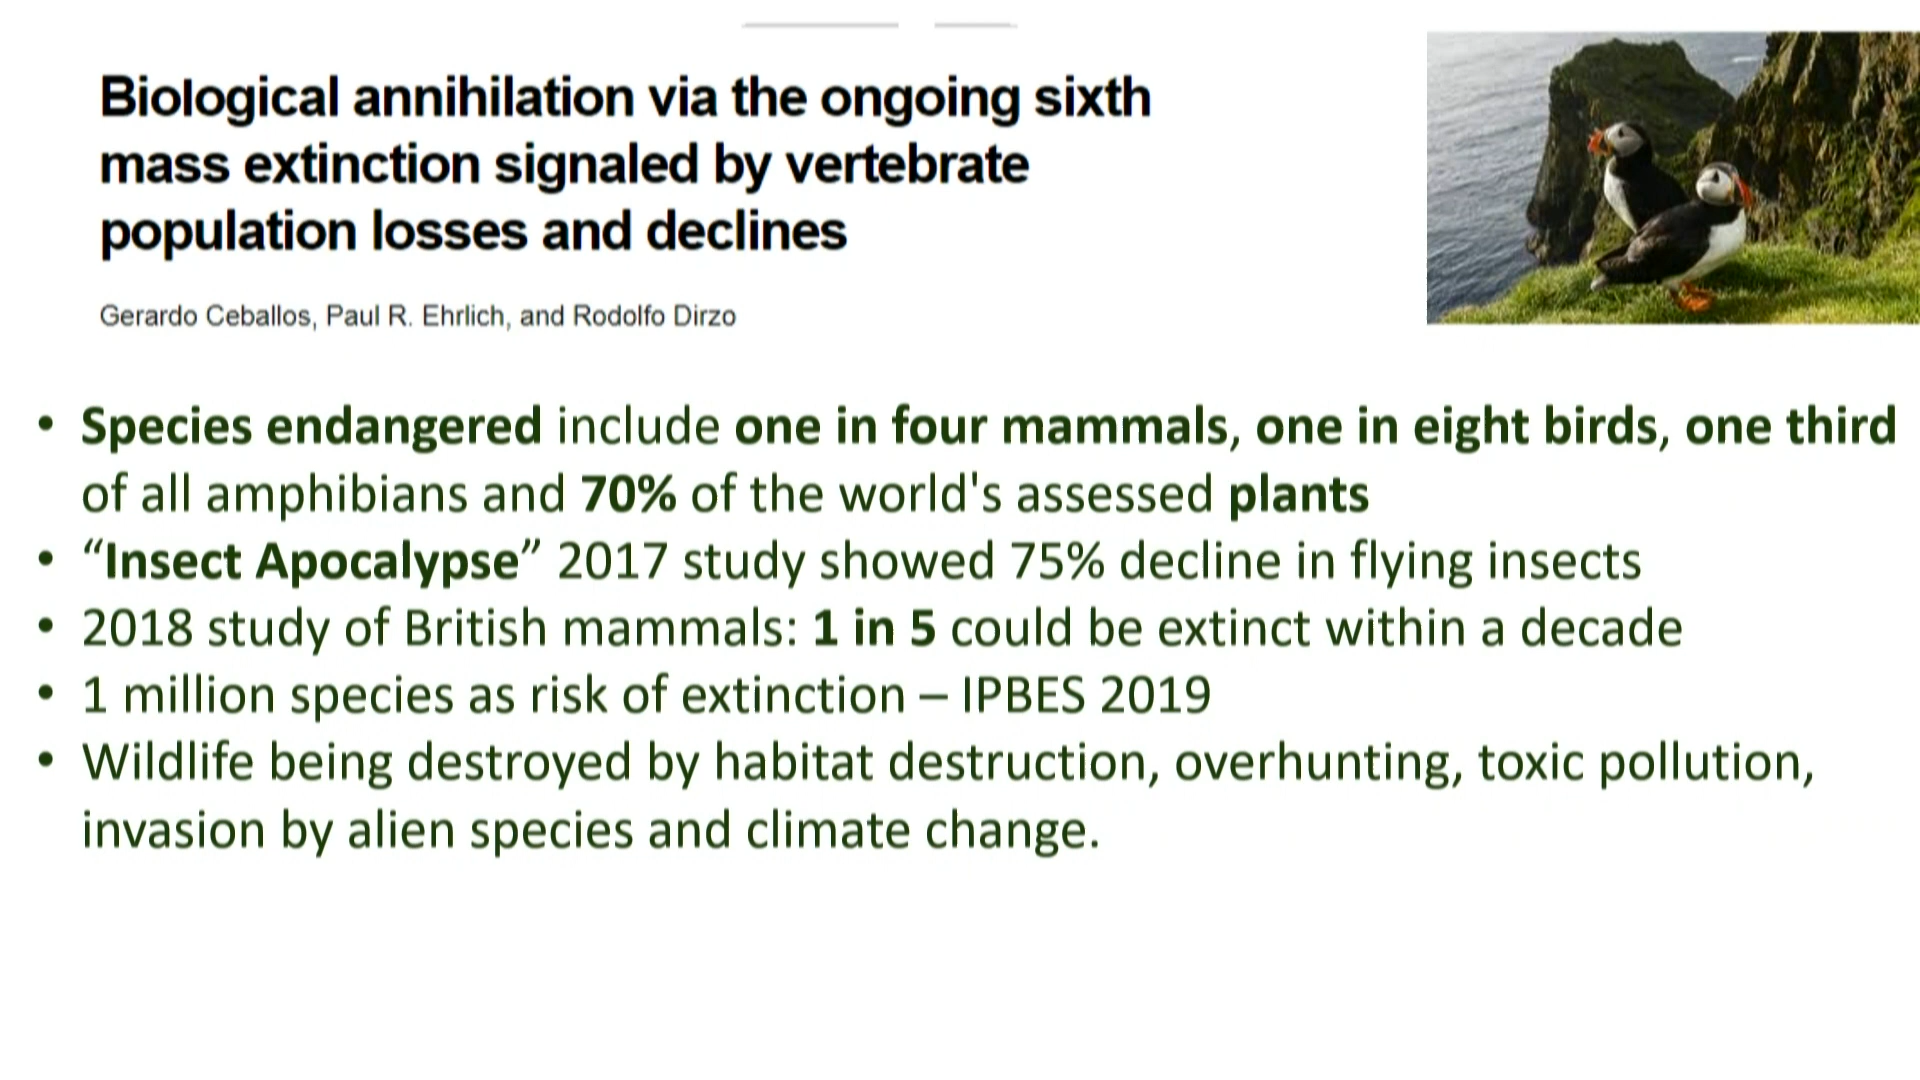 Biological annihilation via the ongoing sixth
mass extinction signaled by vertebrate
population losses and declines
Gerardo Ceballos, Paul R. Ehrlich, and Rodolfo Dirzo
• Species endangered include one in four mammals, one in eight birds, one third
of all amphibians and 70% of the world's assessed plants
• “Insect Apocalypse” 2017 study showed 75% decline in flying insects
• 2018 study of British mammals: 1 in 5 could be extinct within a decade
• 1 million species as risk of extinction – IPBES 2019
• Wildlife being destroyed by habitat destruction, overhunting, toxic pollution,
invasion by alien species and climate change.